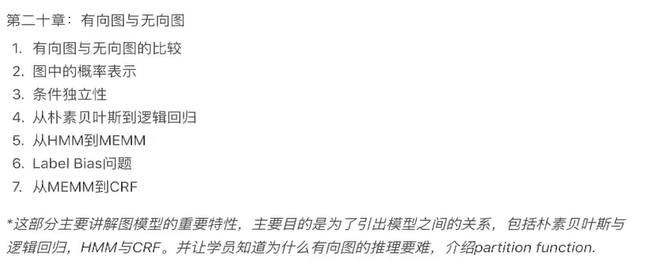 第二十章：有向图与无向图
1. 有向图与无向图的比较
2. 图中的概率表示
3. 条件独立性
4. 从朴素贝叶斯到逻辑回归
5. 从HMM到MEMM
6. Label Bias问题
7. 从MEMM到CRF
*这部分主要讲解图模型的重要特性，主要目的是为了引出模型之间的关系，包括朴素贝叶斯与
逻辑回归，HMM与CRF。并让学员知道为什么有向图的推理要难，介绍partition function.